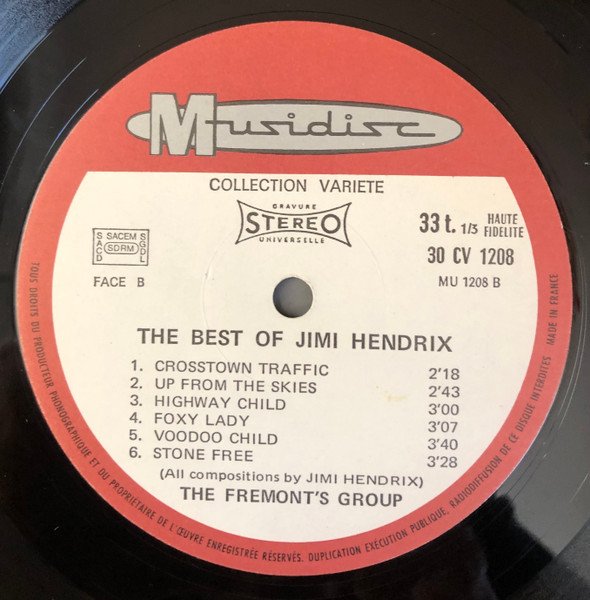 Musidisc
COLLECTION VARIETE
GRAVURE
STEREO
UNIVERSELLE
33 t. 1/3 HAUTE FIDELITE
30 CV 1208
MU 1208 B
SACD SACEM SGDL
SDRM
FACE B
THE BEST OF JIMI HENDRIX
1. CROSSTOWN TRAFFIC 2'18
2. UP FROM THE SKIES 2'43
3. HIGHWAY CHILD 3'00
4. FOXY LADY 3'07
5. VOODOO CHILD 3'40
6. STONE FREE 3'28
(All compositions by JIMI HENDRIX)
THE FREMONT'S GROUP
TOUS DROITS DU PRODUCTEUR PHONOGRAPHIQUE ET DU PROPRIETAIRE DE L'ŒUVRE ENREGISTRÉE RÉSERVÉS. DUPLICATION EXÉCUTION PUBLIQUE, RADIODIFFUSION DE CE DISQUE INTERDITES • MADE IN FRANCE